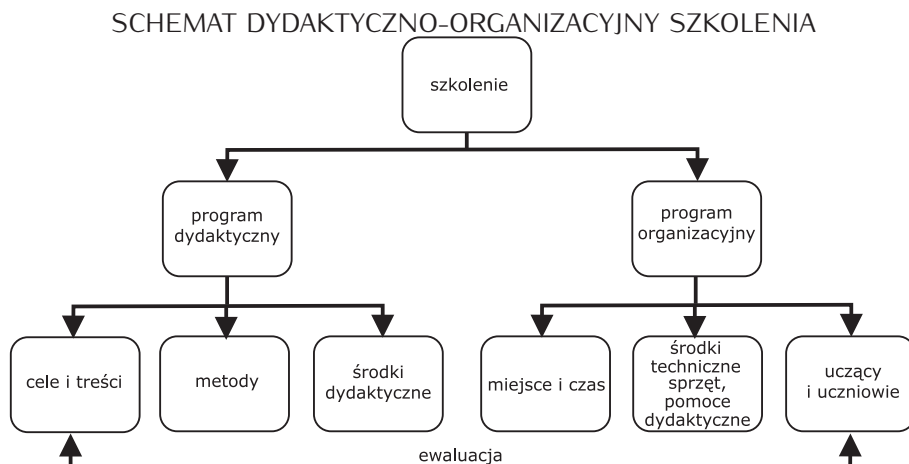 SCHEMAT DYDAKTYCZNO-ORGANIZACYJNY SZKOLENIA
szkolenie
program
dydaktyczny
program
organizacyjny
cele i treści
metody
środki
dydaktyczne
miejsce i czas
środki
techniczne
sprzęt,
pomoce
dydaktyczne
uczący
i uczniowie
ewaluacja